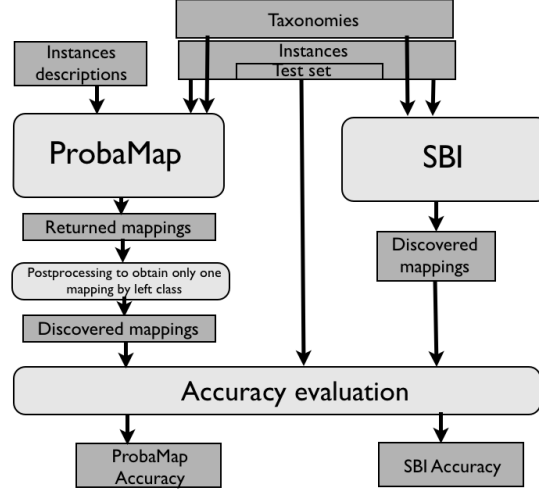 Taxonomies
Instances
Test set
Instances
descriptions
ProbaMap
SBI
Returned mappings
Discovered
mappings
Postprocessing to obtain only one
mapping by left class
Discovered mappings
Accuracy evaluation
ProbaMap
Accuracy
SBI Accuracy